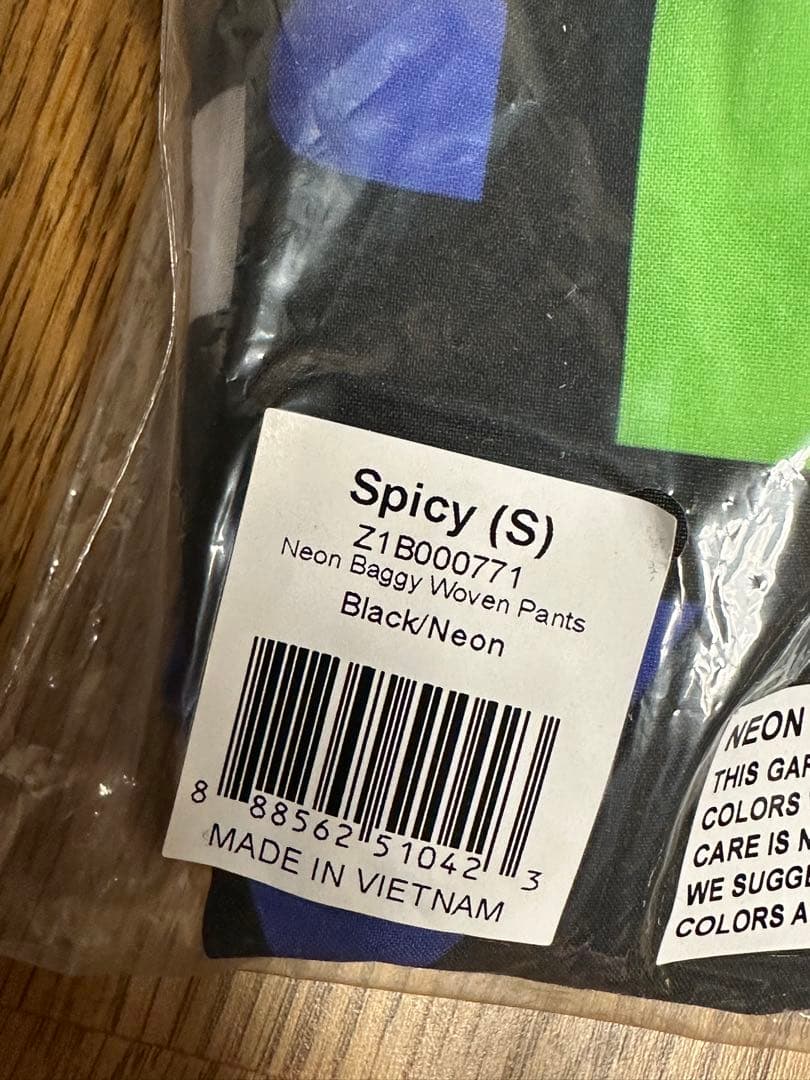 Spicy (S)
Z1B000771
Neon Baggy Woven Pants
Black/Neon
8 88562 51042 3
MADE IN VIETNAM
NEON
THIS GAR
COLORS
CARE IS N
WE SUGGE
COLORS A